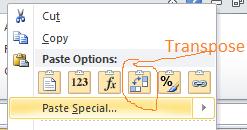 Cut
Transpose
Copy
Paste Options:
123 fx %
Paste Special...